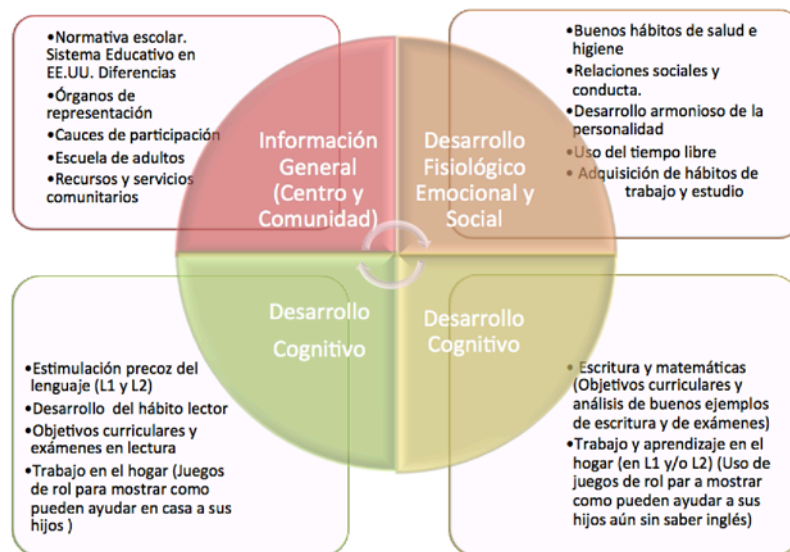 •Normativa escolar.
Sistema Educativo en
EE.UU. Diferencias
•Órganos de
representación
•Cauces de participación
•Escuela de adultos
•Recursos y servicios
comunitarios
Información
General
(Centro y
Comunidad)
•Buenos hábitos de salud e
higiene
•Relaciones sociales y
conducta.
•Desarrollo armonioso de la
personalidad
•Uso del tiempo libre
• Adquisición de hábitos de
trabajo y estudio
Desarrollo
Fisiológico
Emocional y
Social
•Estimulación precoz del
lenguaje (L1 y L2)
•Desarrollo del hábito lector
•Objetivos curriculares y
exámenes en lectura
•Trabajo en el hogar (Juegos
de rol para mostrar como
pueden ayudar en casa a sus
hijos )
Desarrollo
Cognitivo
Desarrollo
Cognitivo
• Escritura y matemáticas
(Objetivos curriculares y
análisis de buenos ejemplos
de escritura y de exámenes)
•Trabajo y aprendizaje en el
hogar (en L1 y/o L2) (Uso de
juegos de rol par a mostrar
como pueden ayudar a sus
hijos aún sin saber inglés)